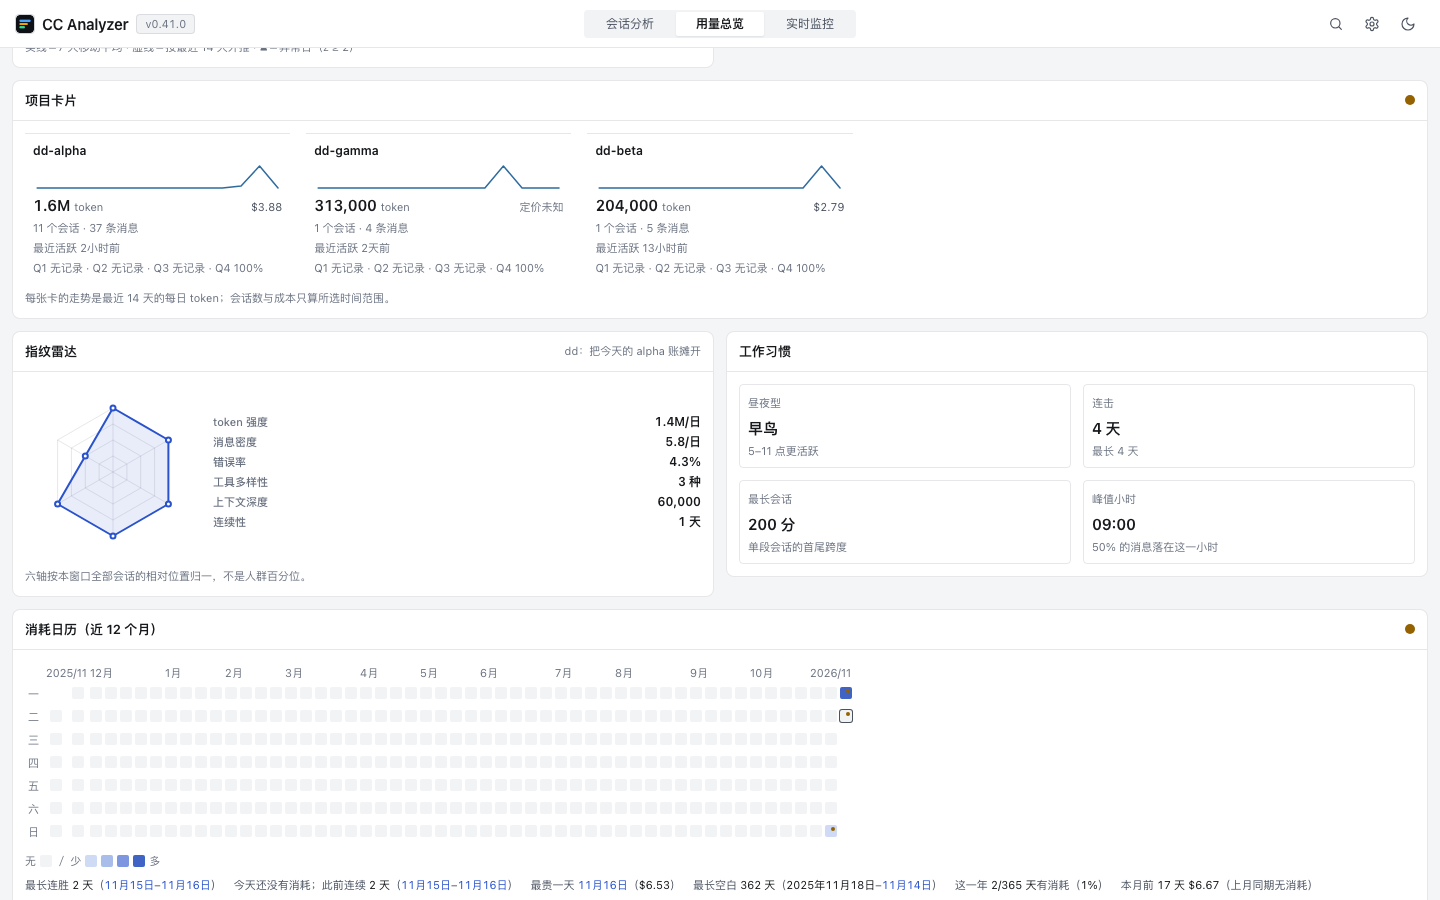 CC Analyzer v0.41.0 会话分析 用量总览 实时监控
项目卡片
dd-alpha
1.6M token $3.88
11 个会话 · 37 条消息
最近活跃 2小时前
Q1 无记录 · Q2 无记录 · Q3 无记录 · Q4 100%
dd-gamma
313,000 token 定价未知
1 个会话 · 4 条消息
最近活跃 2天前
Q1 无记录 · Q2 无记录 · Q3 无记录 · Q4 100%
dd-beta
204,000 token $2.79
1 个会话 · 5 条消息
最近活跃 13小时前
Q1 无记录 · Q2 无记录 · Q3 无记录 · Q4 100%
每张卡的走势是最近 14 天的每日 token；会话数与成本只算所选时间范围。
指纹雷达 dd：把今天的 alpha 账摊开
token 强度 1.4M/日
消息密度 5.8/日
错误率 4.3%
工具多样性 3 种
上下文深度 60,000
连续性 1 天
六轴按本窗口全部会话的相对位置归一，不是人群百分位。
工作习惯
昼夜型
早鸟
5–11 点更活跃
连击
4 天
最长 4 天
最长会话
200 分
单段会话的首尾跨度
峰值小时
09:00
50% 的消息落在这一小时
消耗日历（近 12 个月）
2025/11 12月 1月 2月 3月 4月 5月 6月 7月 8月 9月 10月 2026/11
一
二
三
四
五
六
日
无 / 少 多
最长连胜 2 天（11月15日–11月16日） 今天还没有消耗；此前连续 2 天（11月15日–11月16日） 最贵一天 11月16日（$6.53） 最长空白 362 天（2025年11月18日–11月14日） 这一年 2/365 天有消耗（1%） 本月前 17 天 $6.67（上月同期无消耗）